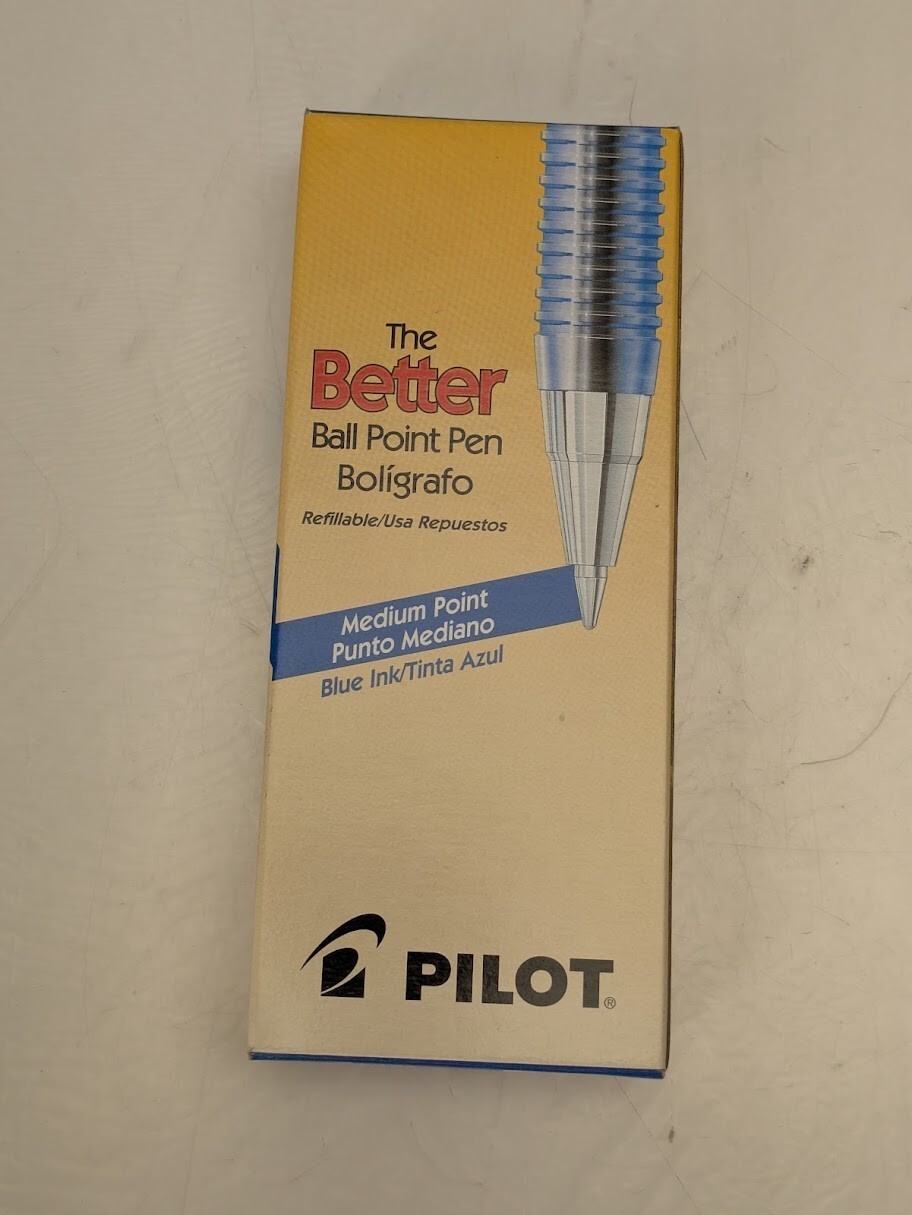 The
Better
Ball Point Pen
Bolígrafo
Refillable/Usa Repuestos
Medium Point
Punto Mediano
Blue Ink/Tinta Azul
PILOT®